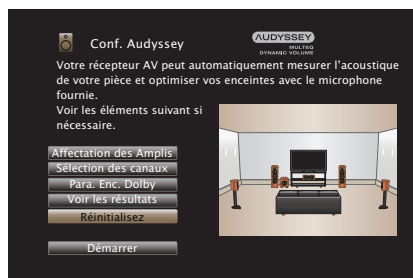 Conf. Audyssey
AUDYSSEY
MULTEQ
DYNAMIC VOLUME
Votre récepteur AV peut automatiquement mesurer l'acoustique
de votre pièce et optimiser vos enceintes avec le microphone
fournie.
Voir les éléments suivant si
nécessaire.
Affectation des Amplis
Sélection des canaux
Para. Enc. Dolby
Voir les résultats
Réinitialisez
Démarrer